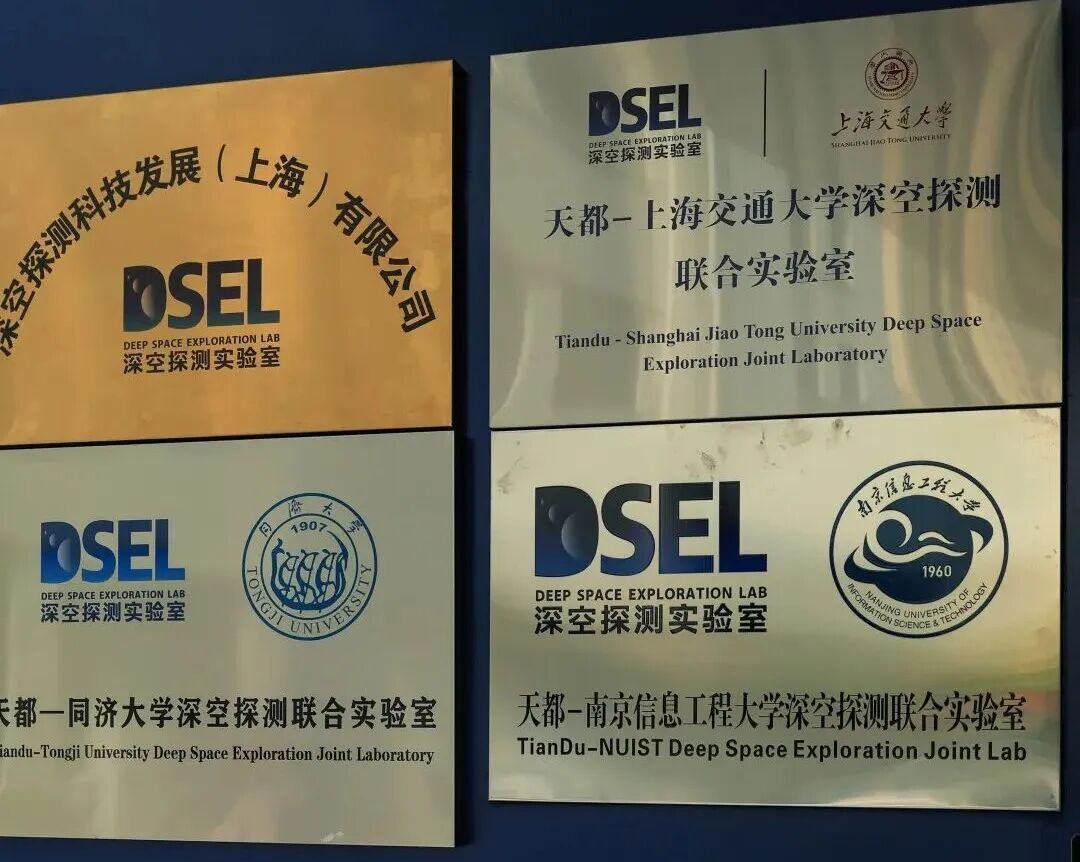 深空探测科技发展（上海）有限公司
DSEL
DEEP SPACE EXPLORATION LAB
深空探测实验室
DSEL
DEEP SPACE EXPLORATION LAB
深空探测实验室
上海交通大学
SHANGHAI JIAO TONG UNIVERSITY
天都-上海交通大学深空探测
联合实验室
Tiandu - Shanghai Jiao Tong University Deep Space
Exploration Joint Laboratory
DSEL
DEEP SPACE EXPLORATION LAB
深空探测实验室
同济大学
1907
TONGJI UNIVERSITY
天都—同济大学深空探测联合实验室
iandu-Tongji University Deep Space Exploration Joint Laboratory
DSEL
DEEP SPACE EXPLORATION LAB
深空探测实验室
南京信息工程大学
1960
NANJING UNIVERSITY OF
INFORMATION SCIENCE & TECHNOLOGY
天都-南京信息工程大学深空探测联合实验室
TianDu-NUIST Deep Space Exploration Joint Lab